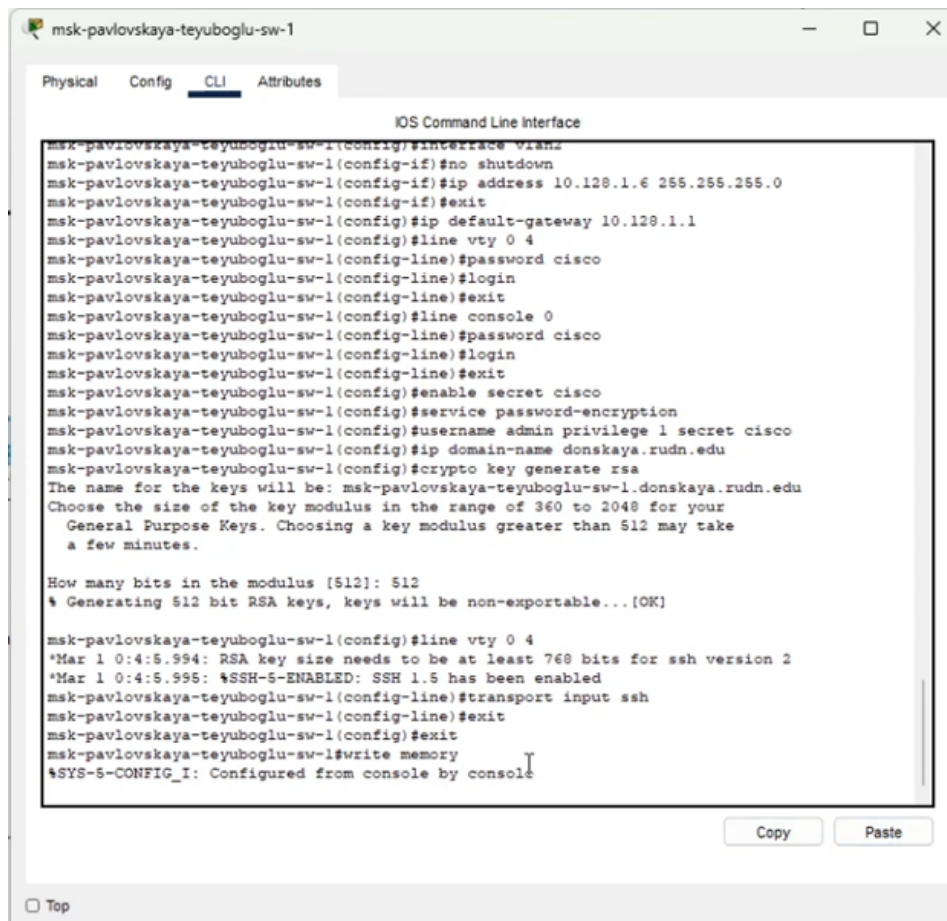 msk-pavlovskaya-teyuboglu-sw-1
Physical Config CLI Attributes
IOS Command Line Interface
msk-pavlovskaya-teyuboglu-sw-1(config)#interface vlan2
msk-pavlovskaya-teyuboglu-sw-1(config-if)#no shutdown
msk-pavlovskaya-teyuboglu-sw-1(config-if)#ip address 10.128.1.6 255.255.255.0
msk-pavlovskaya-teyuboglu-sw-1(config-if)#exit
msk-pavlovskaya-teyuboglu-sw-1(config)#ip default-gateway 10.128.1.1
msk-pavlovskaya-teyuboglu-sw-1(config)#line vty 0 4
msk-pavlovskaya-teyuboglu-sw-1(config-line)#password cisco
msk-pavlovskaya-teyuboglu-sw-1(config-line)#login
msk-pavlovskaya-teyuboglu-sw-1(config-line)#exit
msk-pavlovskaya-teyuboglu-sw-1(config)#line console 0
msk-pavlovskaya-teyuboglu-sw-1(config-line)#password cisco
msk-pavlovskaya-teyuboglu-sw-1(config-line)#login
msk-pavlovskaya-teyuboglu-sw-1(config-line)#exit
msk-pavlovskaya-teyuboglu-sw-1(config)#enable secret cisco
msk-pavlovskaya-teyuboglu-sw-1(config)#service password-encryption
msk-pavlovskaya-teyuboglu-sw-1(config)#username admin privilege 1 secret cisco
msk-pavlovskaya-teyuboglu-sw-1(config)#ip domain-name donskaya.rudn.edu
msk-pavlovskaya-teyuboglu-sw-1(config)#crypto key generate rsa
The name for the keys will be: msk-pavlovskaya-teyuboglu-sw-1.donskaya.rudn.edu
Choose the size of the key modulus in the range of 360 to 2048 for your
General Purpose Keys. Choosing a key modulus greater than 512 may take
a few minutes.
How many bits in the modulus [512]: 512
% Generating 512 bit RSA keys, keys will be non-exportable...[OK]
msk-pavlovskaya-teyuboglu-sw-1(config)#line vty 0 4
*Mar 1 0:4:5.994: RSA key size needs to be at least 768 bits for ssh version 2
*Mar 1 0:4:5.995: %SSH-5-ENABLED: SSH 1.5 has been enabled
msk-pavlovskaya-teyuboglu-sw-1(config-line)#transport input ssh
msk-pavlovskaya-teyuboglu-sw-1(config-line)#exit
msk-pavlovskaya-teyuboglu-sw-1(config)#exit
msk-pavlovskaya-teyuboglu-sw-1#write memory
%SYS-5-CONFIG_I: Configured from console by console
Copy Paste
Top